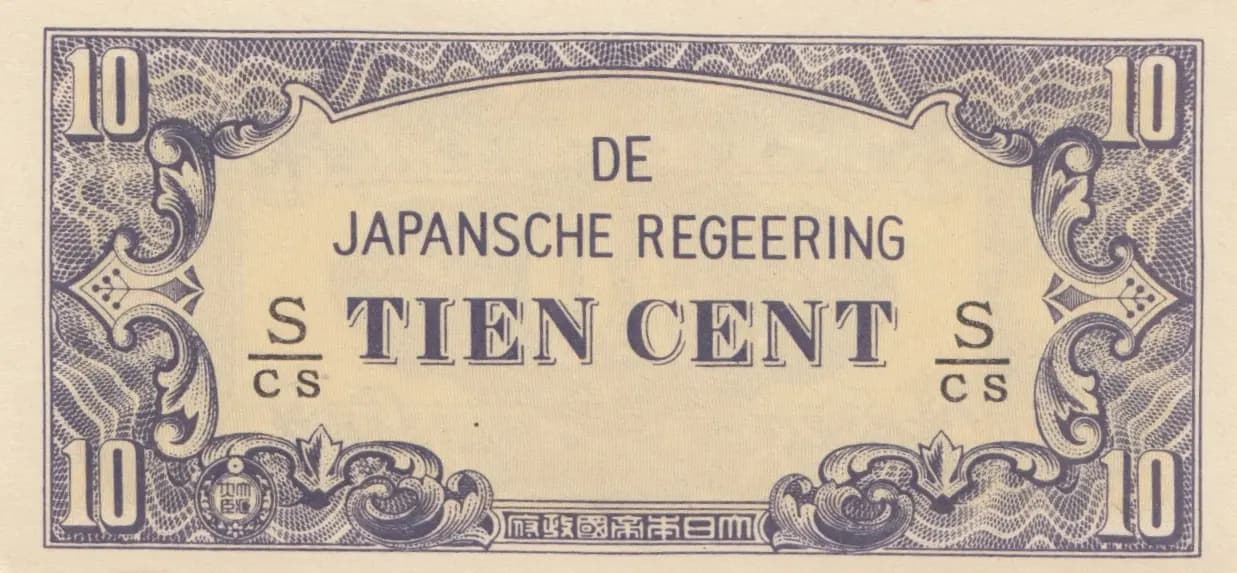 10 10
DE
JAPANSCHE REGEERING
S TIEN CENT S
CS CS
10 10
府政國帝本日大